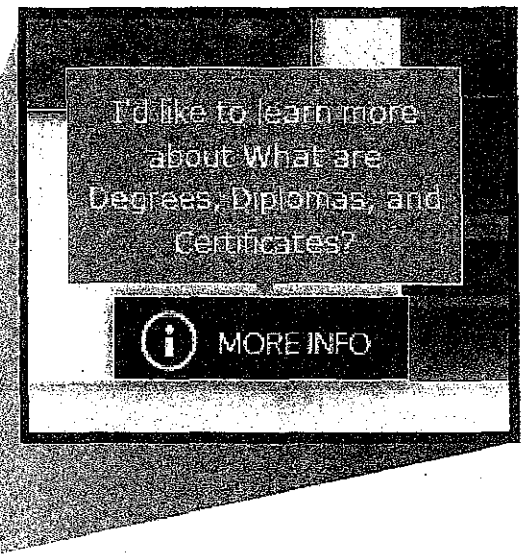 I'd like to learn more
about What are
Degrees, Diplomas, and
Certificates?
MORE INFO